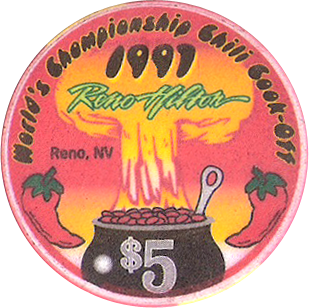 World's Championship Chili Cook-Off
1997
Reno Hilton
Reno, NV
$5